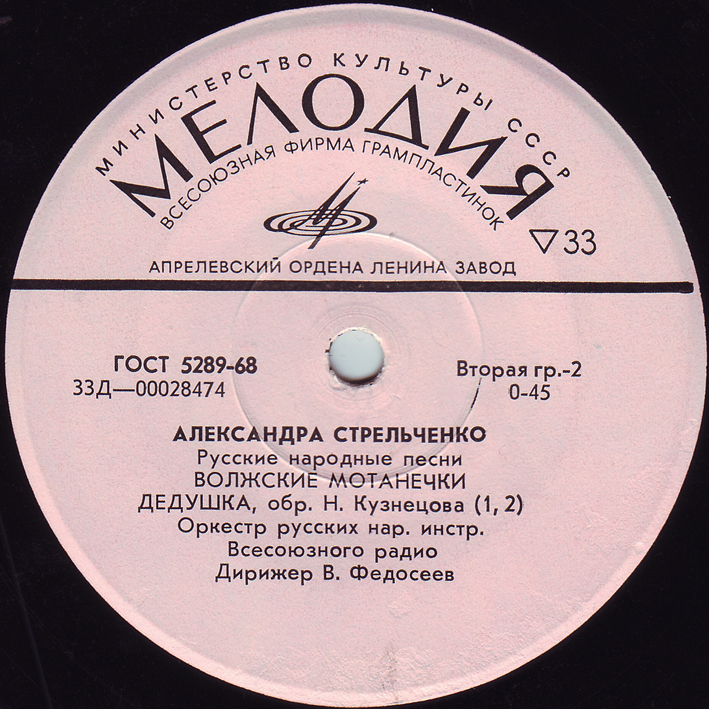 МИНИСТЕРСТВО КУЛЬТУРЫ СССР
МЕЛОДИЯ
ВСЕСОЮЗНАЯ ФИРМА ГРАМПЛАСТИНОК
33
АПРЕЛЕВСКИЙ ОРДЕНА ЛЕНИНА ЗАВОД
ГОСТ 5289-68
Вторая гр.-2
33Д—00028474
0-45
АЛЕКСАНДРА СТРЕЛЬЧЕНКО
Русские народные песни
ВОЛЖСКИЕ МОТАНЕЧКИ
ДЕДУШКА, обр. Н. Кузнецова (1, 2)
Оркестр русских нар. инстр.
Всесоюзного радио
Дирижер В. Федосеев